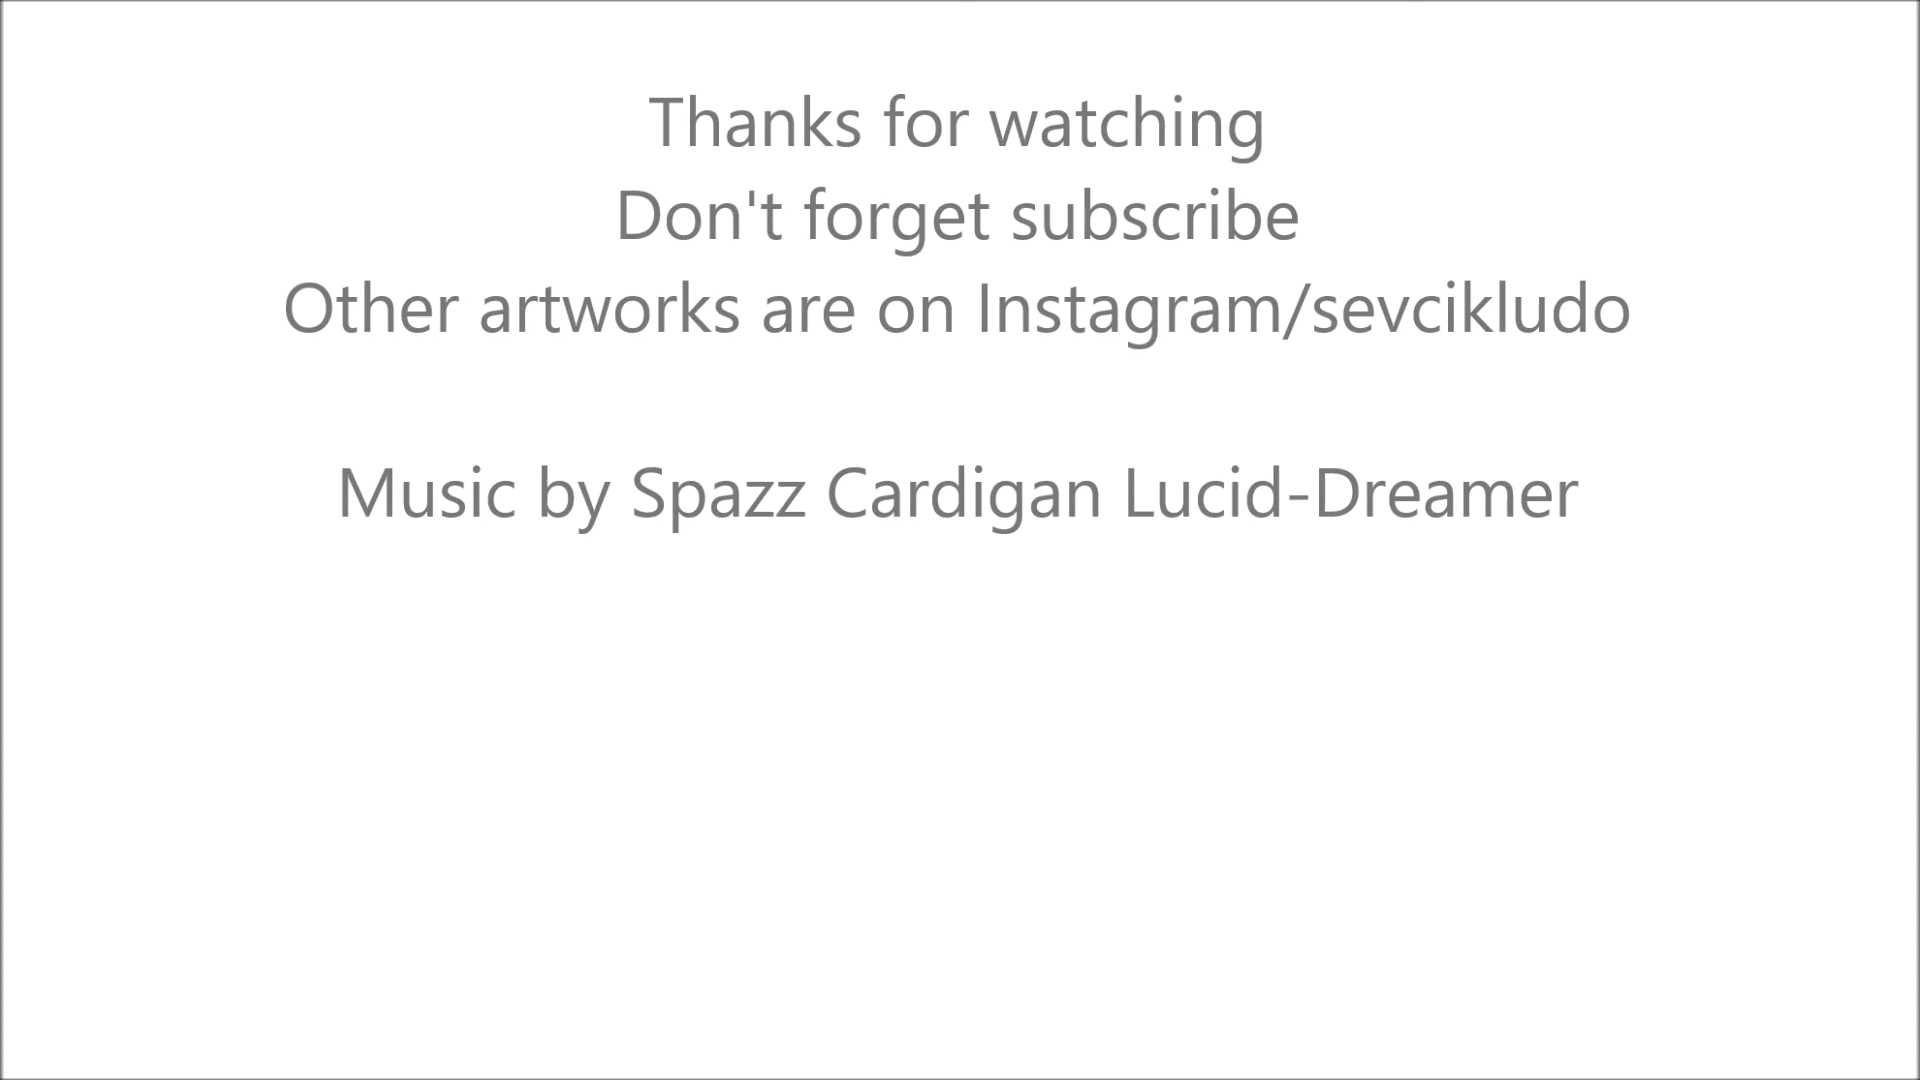 Thanks for watching
Don't forget subscribe
Other artworks are on Instagram/sevcikludo
Music by Spazz Cardigan Lucid-Dreamer